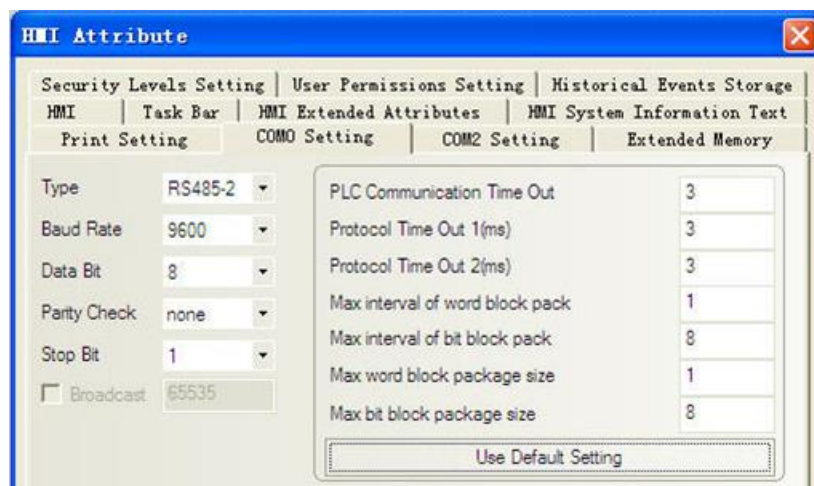 HMI Attribute
Security Levels Setting User Permissions Setting Historical Events Storage
HMI Task Bar HMI Extended Attributes HMI System Information Text
Print Setting COM0 Setting COM2 Setting Extended Memory
Type RS485-2
Baud Rate 9600
Data Bit 8
Parity Check none
Stop Bit 1
Broadcast 65535
PLC Communication Time Out 3
Protocol Time Out 1(ms) 3
Protocol Time Out 2(ms) 3
Max interval of word block pack 1
Max interval of bit block pack 8
Max word block package size 1
Max bit block package size 8
Use Default Setting